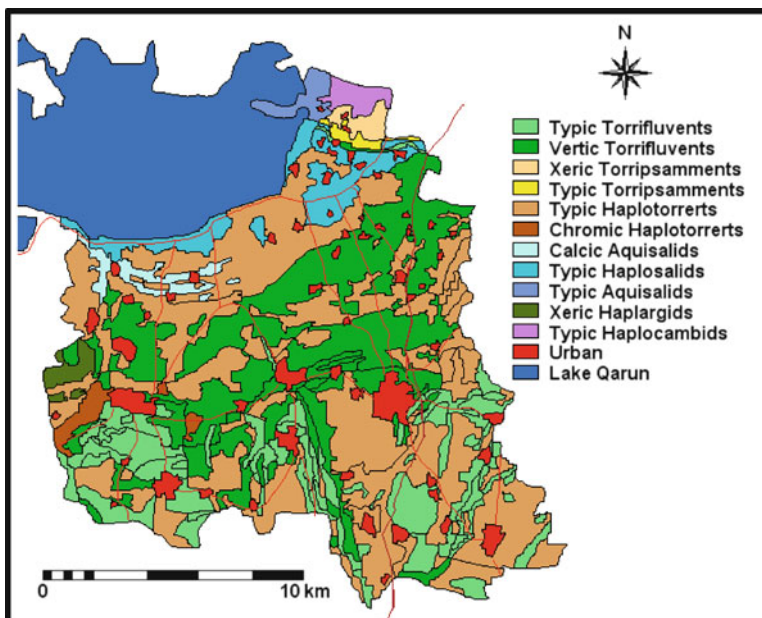 N
Typic Torrifluvents
Vertic Torrifluvents
Xeric Torripsamments
Typic Torripsamments
Typic Haplotorrerts
Chromic Haplotorrerts
Calcic Aquisalids
Typic Haplosalids
Typic Aquisalids
Xeric Haplargids
Typic Haplocambids
Urban
Lake Qarun
0 10 km